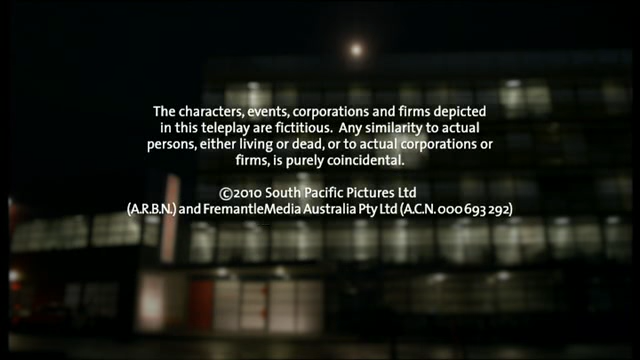 The characters, events, corporations and firms depicted
in this teleplay are fictitious.  Any similarity to actual
persons, either living or dead, or to actual corporations or
firms, is purely coincidental.
©2010 South Pacific Pictures Ltd
(A.R.B.N.) and FremantleMedia Australia Pty Ltd (A.C.N. 000 693 292)